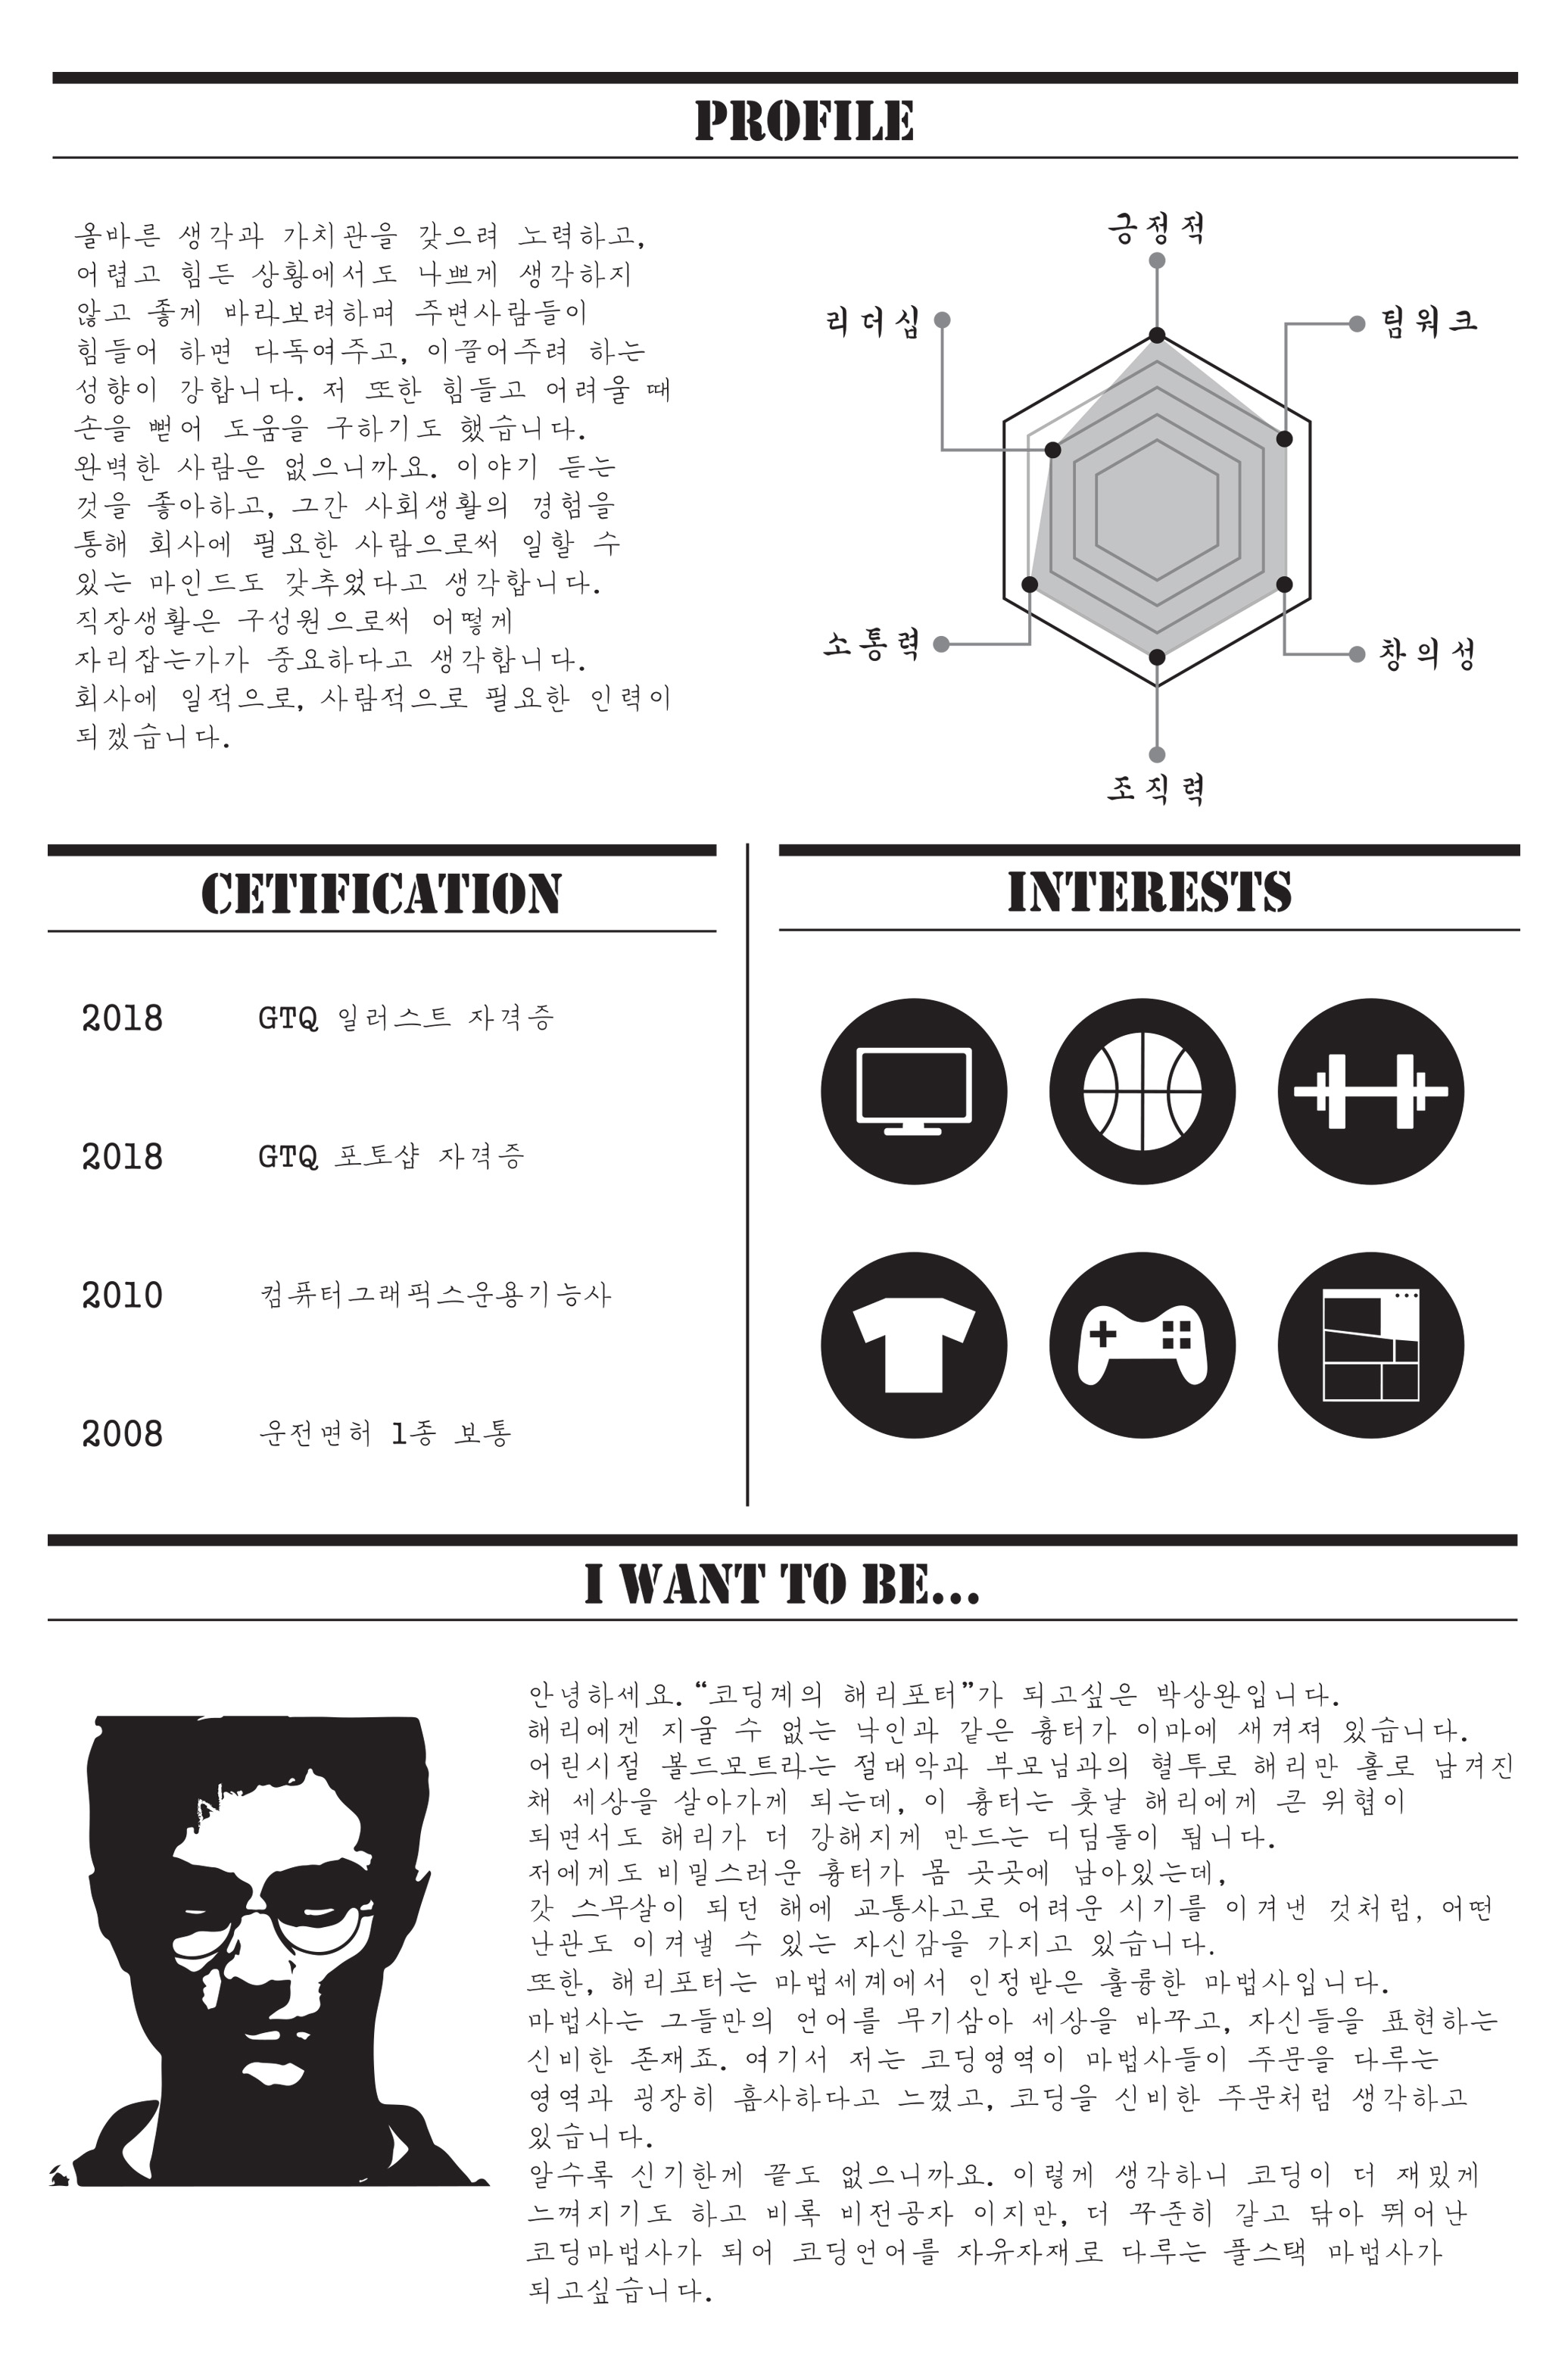 PROFILE
올바른 생각과 가치관을 갖으려 노력하고,
어렵고 힘든 상황에서도 나쁘게 생각하지
않고 좋게 바라보려하며 주변사람들이
힘들어 하면 다독여주고, 이끌어주려 하는
성향이 강합니다. 저 또한 힘들고 어려울 때
손을 뻗어 도움을 구하기도 했습니다.
완벽한 사람은 없으니까요. 이야기 듣는
것을 좋아하고, 그간 사회생활의 경험을
통해 회사에 필요한 사람으로써 일할 수
있는 마인드도 갖추었다고 생각합니다.
직장생활은 구성원으로써 어떻게
자리잡는가가 중요하다고 생각합니다.
회사에 일적으로, 사람적으로 필요한 인력이
되겠습니다.
긍정적
리더십
팀워크
소통력
창의성
조직력
CETIFICATION
2018 GTQ 일러스트 자격증
2018 GTQ 포토샵 자격증
2010 컴퓨터그래픽스운용기능사
2008 운전면허 1종 보통
INTERESTS
I WANT TO BE...
안녕하세요. “코딩계의 해리포터”가 되고싶은 박상완입니다.
해리에겐 지울 수 없는 낙인과 같은 흉터가 이마에 새겨져 있습니다.
어린시절 볼드모트라는 절대악과 부모님과의 혈투로 해리만 홀로 남겨진
채 세상을 살아가게 되는데, 이 흉터는 훗날 해리에게 큰 위협이
되면서도 해리가 더 강해지게 만드는 디딤돌이 됩니다.
저에게도 비밀스러운 흉터가 몸 곳곳에 남아있는데,
갓 스무살이 되던 해에 교통사고로 어려운 시기를 이겨낸 것처럼, 어떤
난관도 이겨낼 수 있는 자신감을 가지고 있습니다.
또한, 해리포터는 마법세계에서 인정받은 훌륭한 마법사입니다.
마법사는 그들만의 언어를 무기삼아 세상을 바꾸고, 자신들을 표현하는
신비한 존재죠. 여기서 저는 코딩영역이 마법사들이 주문을 다루는
영역과 굉장히 흡사하다고 느꼈고, 코딩을 신비한 주문처럼 생각하고
있습니다.
알수록 신기한게 끝도 없으니까요. 이렇게 생각하니 코딩이 더 재밌게
느껴지기도 하고 비록 비전공자 이지만, 더 꾸준히 갈고 닦아 뛰어난
코딩마법사가 되어 코딩언어를 자유자재로 다루는 풀스택 마법사가
되고싶습니다.